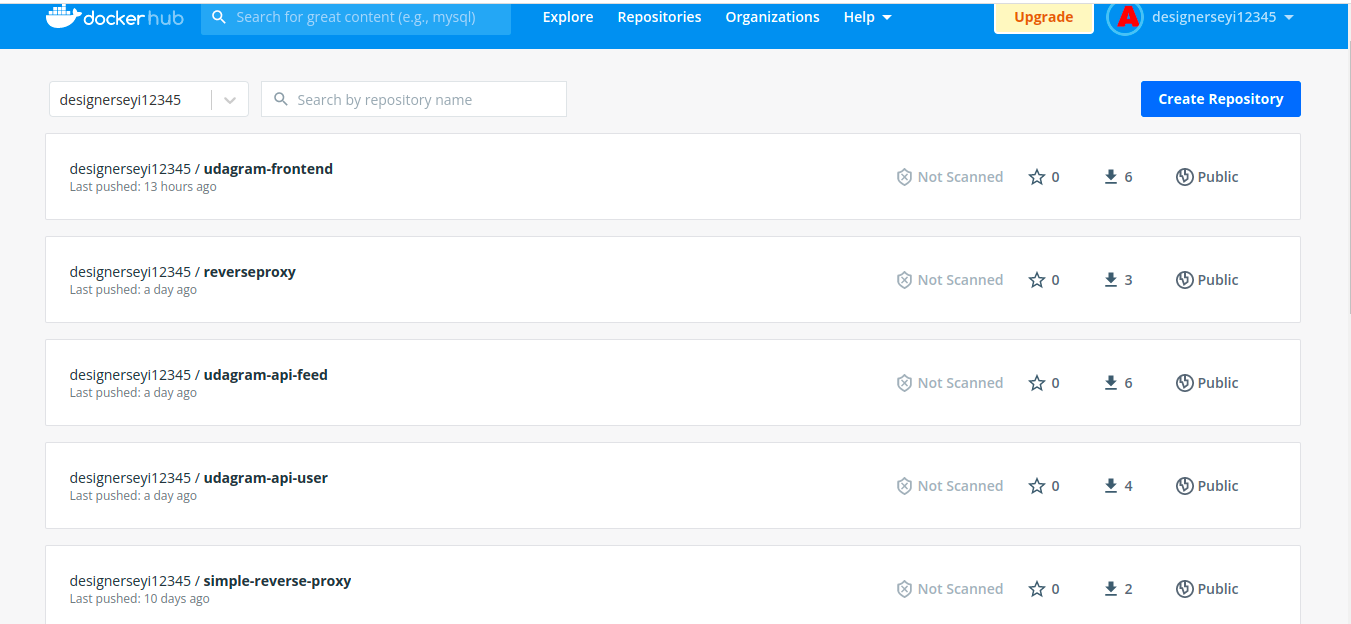 docker hub Search for great content (e.g., mysql) Explore Repositories Organizations Help Upgrade A designerseyi12345
designerseyi12345 Search by repository name Create Repository
designerseyi12345 / udagram-frontend
Last pushed: 13 hours ago
Not Scanned 0 6 Public
designerseyi12345 / reverseproxy
Last pushed: a day ago
Not Scanned 0 3 Public
designerseyi12345 / udagram-api-feed
Last pushed: a day ago
Not Scanned 0 6 Public
designerseyi12345 / udagram-api-user
Last pushed: a day ago
Not Scanned 0 4 Public
designerseyi12345 / simple-reverse-proxy
Last pushed: 10 days ago
Not Scanned 0 2 Public